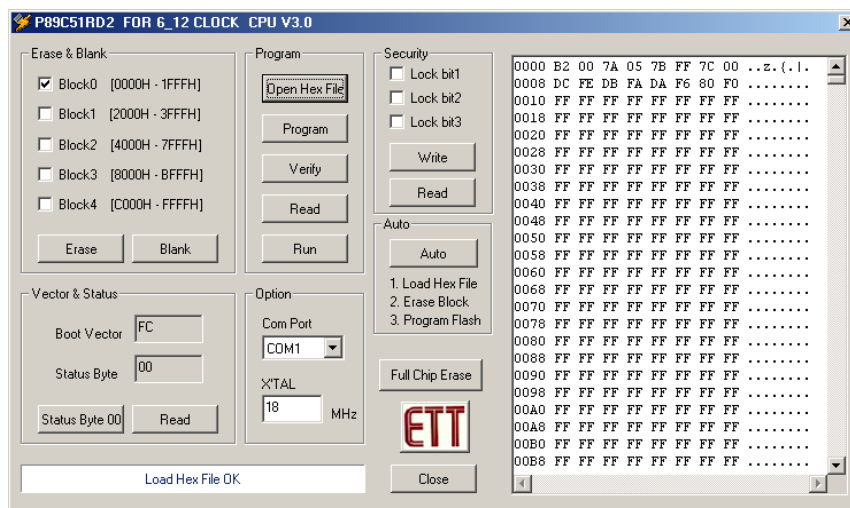 P89C51RD2 FOR 6_12 CLOCK CPU V3.0
Erase & Blank
Block0 [0000H - 1FFFH]
Block1 [2000H - 3FFFH]
Block2 [4000H - 7FFFH]
Block3 [8000H - BFFFH]
Block4 [C000H - FFFFH]
Erase
Blank
Program
Open Hex File
Program
Verify
Read
Run
Security
Lock bit1
Lock bit2
Lock bit3
Write
Read
Auto
Auto
1. Load Hex File
2. Erase Block
3. Program Flash
Vector & Status
Boot Vector FC
Status Byte 00
Status Byte 00
Read
Option
Com Port
COM1
X'TAL
18 MHz
Full Chip Erase
ETT
Close
Load Hex File OK
0000 B2 00 7A 05 7B FF 7C 00 ..z.{.|.
0008 DC FE DB FA DA F6 80 F0 ........
0010 FF FF FF FF FF FF FF FF ........
0018 FF FF FF FF FF FF FF FF ........
0020 FF FF FF FF FF FF FF FF ........
0028 FF FF FF FF FF FF FF FF ........
0030 FF FF FF FF FF FF FF FF ........
0038 FF FF FF FF FF FF FF FF ........
0040 FF FF FF FF FF FF FF FF ........
0048 FF FF FF FF FF FF FF FF ........
0050 FF FF FF FF FF FF FF FF ........
0058 FF FF FF FF FF FF FF FF ........
0060 FF FF FF FF FF FF FF FF ........
0068 FF FF FF FF FF FF FF FF ........
0070 FF FF FF FF FF FF FF FF ........
0078 FF FF FF FF FF FF FF FF ........
0080 FF FF FF FF FF FF FF FF ........
0088 FF FF FF FF FF FF FF FF ........
0090 FF FF FF FF FF FF FF FF ........
0098 FF FF FF FF FF FF FF FF ........
00A0 FF FF FF FF FF FF FF FF ........
00A8 FF FF FF FF FF FF FF FF ........
00B0 FF FF FF FF FF FF FF FF ........
00B8 FF FF FF FF FF FF FF FF ........